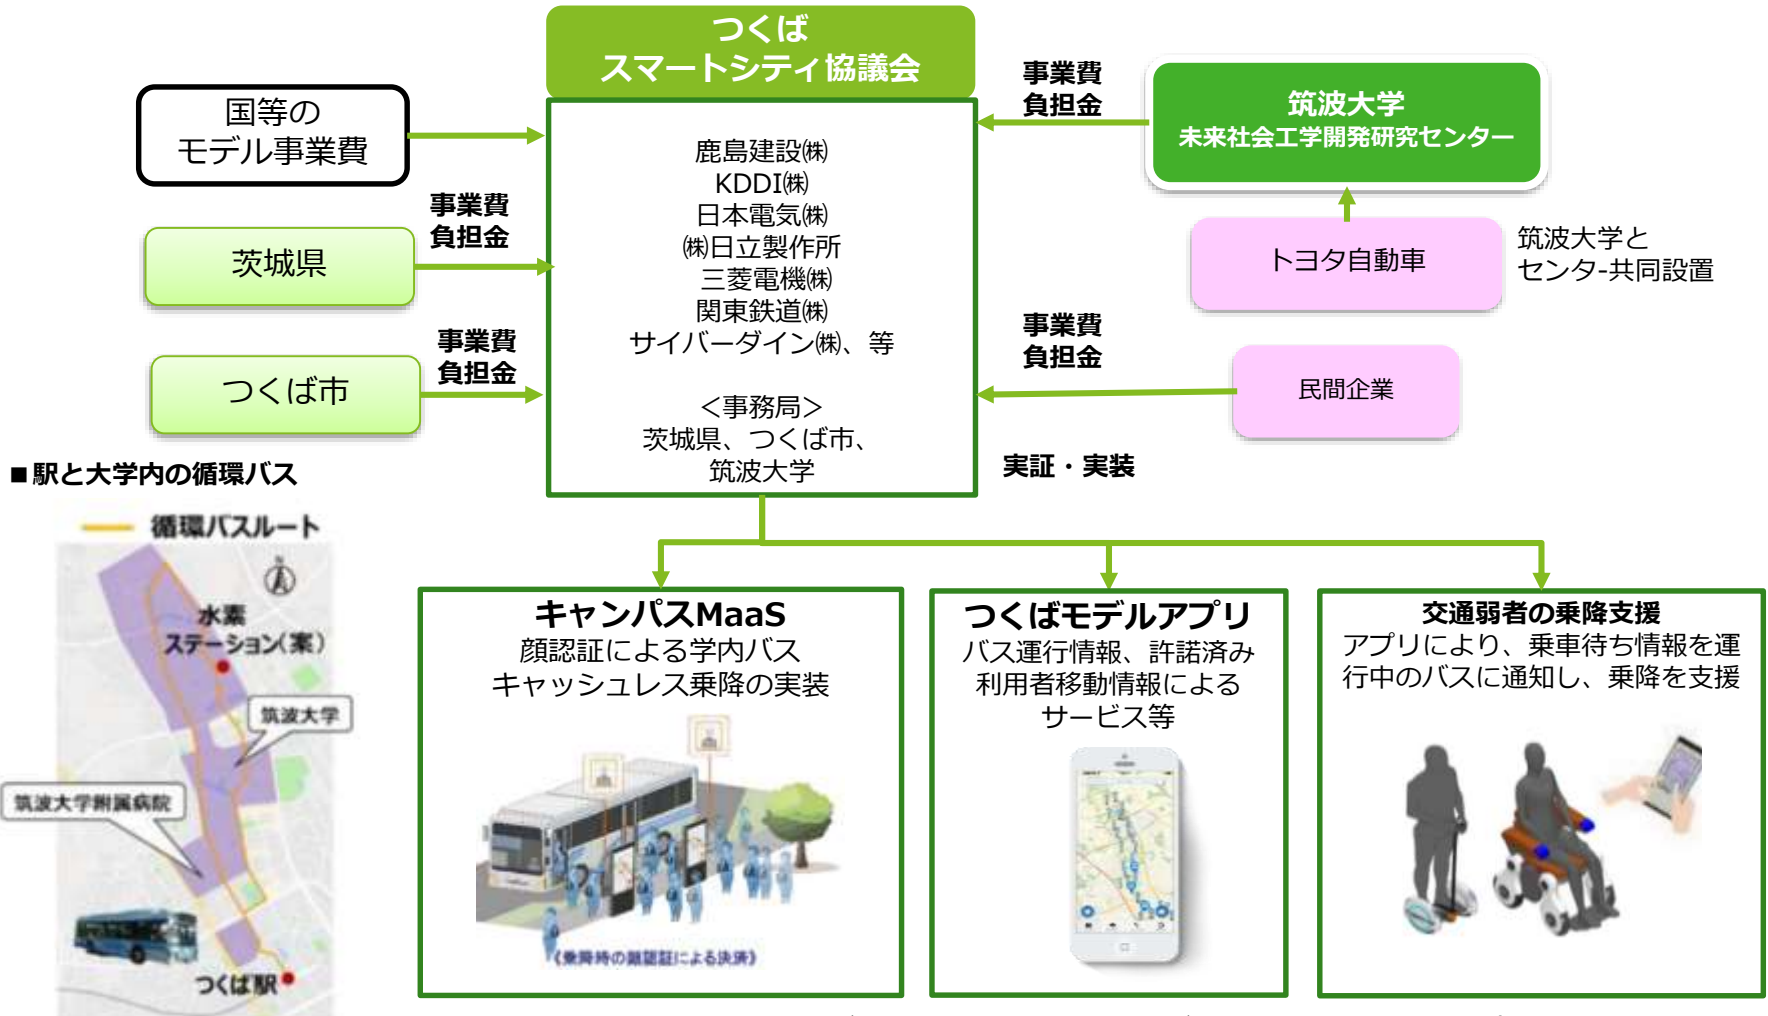 つくば
スマートシティ協議会
国等の
モデル事業費
事業費
負担金
茨城県
事業費
負担金
つくば市
鹿島建設㈱
KDDI㈱
日本電気㈱
㈱日立製作所
三菱電機㈱
関東鉄道㈱
サイバーダイン㈱、等
＜事務局＞
茨城県、つくば市、
筑波大学
事業費
負担金
筑波大学
未来社会工学開発研究センター
トヨタ自動車
筑波大学と
センタ-共同設置
事業費
負担金
民間企業
実証・実装
■駅と大学内の循環バス
循環バスルート
N
水素
ステーション(案)
筑波大学
筑波大学附属病院
つくば駅
キャンパスMaaS
顔認証による学内バス
キャッシュレス乗降の実装
《乗降時の顔認証による決済》
つくばモデルアプリ
バス運行情報、許諾済み
利用者移動情報による
サービス等
交通弱者の乗降支援
アプリにより、乗車待ち情報を運
行中のバスに通知し、乗降を支援